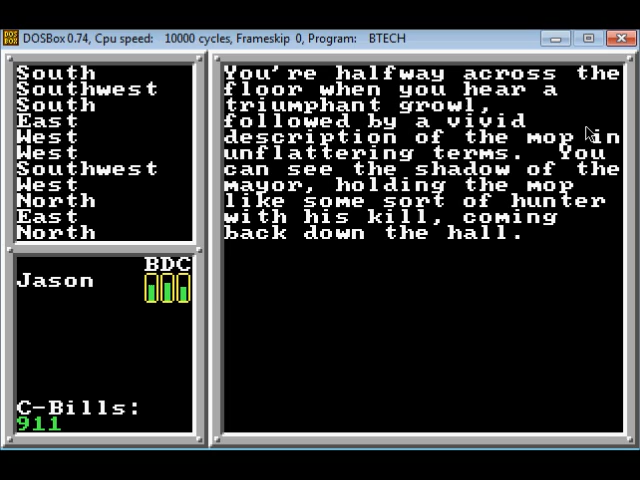 DOSBox 0.74, Cpu speed: 10000 cycles, Frameskip 0, Program: BTECH
South
Southwest
South
East
West
West
Southwest
West
North
East
North
BDC
Jason
C-Bills:
911
You're halfway across the
floor when you hear a
triumphant growl,
followed by a vivid
description of the mop in
unflattering terms. You
can see the shadow of the
mayor, holding the mop
like some sort of hunter
with his kill, coming
back down the hall.